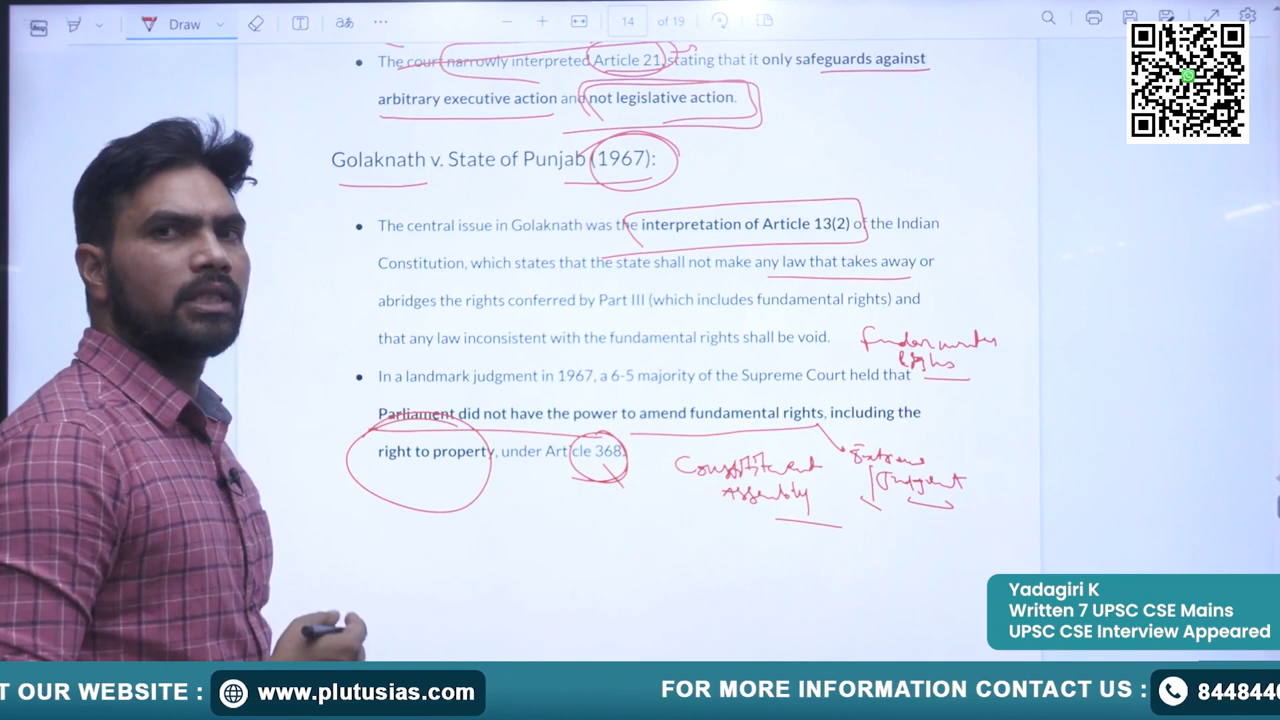 Draw
14
of 19
The court narrowly interpreted Article 21, stating that it only safeguards against
arbitrary executive action and not legislative action.
Golaknath v. State of Punjab (1967):
The central issue in Golaknath was the interpretation of Article 13(2) of the Indian
Constitution, which states that the state shall not make any law that takes away or
abridges the rights conferred by Part III (which includes fundamental rights) and
that any law inconsistent with the fundamental rights shall be void.
In a landmark judgment in 1967, a 6-5 majority of the Supreme Court held that
Parliament did not have the power to amend fundamental rights, including the
right to property, under Article 368.
Constituent
Assembly
Yadagiri K
Written 7 UPSC CSE Mains
UPSC CSE Interview Appeared
T OUR WEBSITE :
www.plutusias.com
FOR MORE INFORMATION CONTACT US :
844844